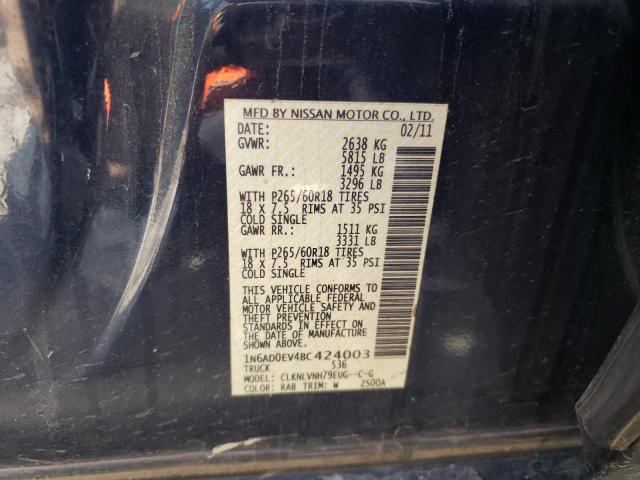 MFD BY NISSAN MOTOR CO., LTD.
DATE: 02/11
GVWR: 2638 KG
5815 LB
GAWR FR.: 1495 KG
3296 LB
WITH P265/60R18 TIRES
18 X 7.5 RIMS AT 35 PSI
COLD SINGLE
GAWR RR.: 1511 KG
3331 LB
WITH P265/60R18 TIRES
18 X 7.5 RIMS AT 35 PSI
COLD SINGLE
THIS VEHICLE CONFORMS TO
ALL APPLICABLE FEDERAL
MOTOR VEHICLE SAFETY
AND THEFT PREVENTION
STANDARDS IN EFFECT ON
THE DATE OF MANUFACTURE
SHOWN ABOVE.
1N6AD0EV4BC424003
TRUCK 536
MODEL: CLKNLVNH79EUG--C-G
COLOR: RAB TRIM: W 2500A